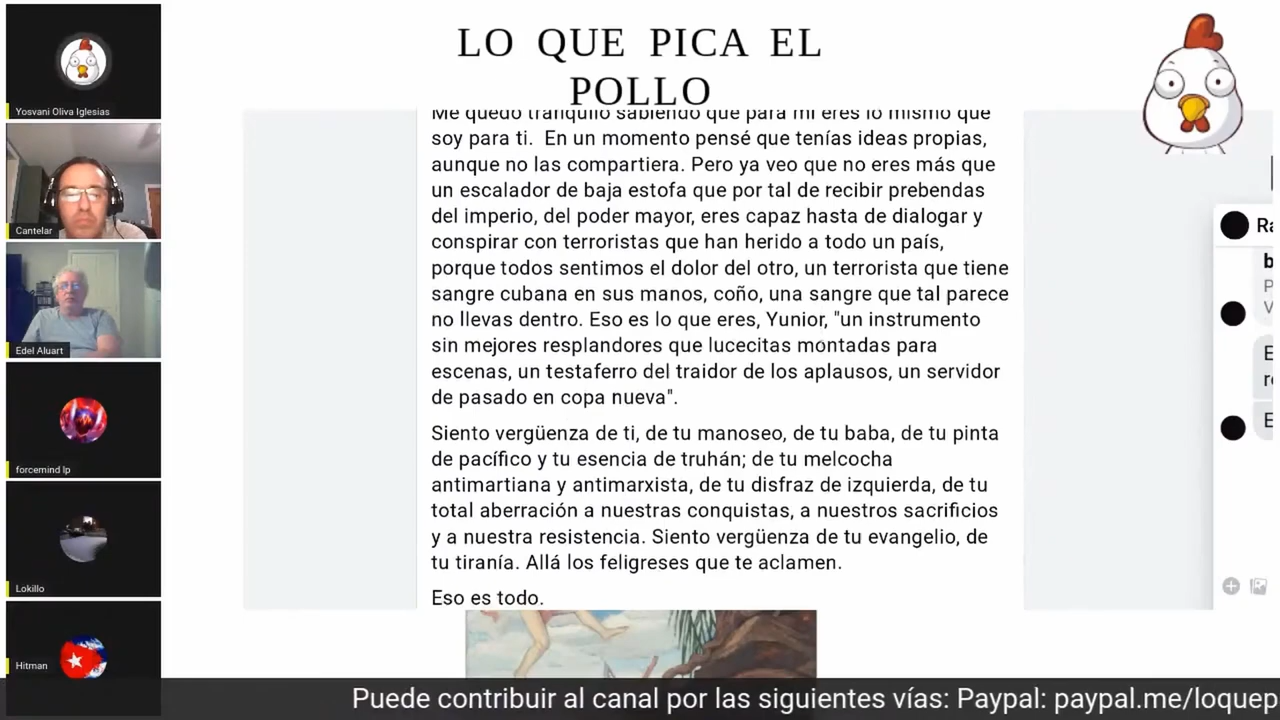 LO QUE PICA EL
POLLO
Yosvani Oliva Iglesias
Cantelar
Edel Aluart
forcemind lp
Lokillo
Hitman
Me quedo tranquilo sabiendo que para mí eres lo mismo que
soy para ti. En un momento pensé que tenías ideas propias,
aunque no las compartiera. Pero ya veo que no eres más que
un escalador de baja estofa que por tal de recibir prebendas
del imperio, del poder mayor, eres capaz hasta de dialogar y
conspirar con terroristas que han herido a todo un país,
porque todos sentimos el dolor del otro, un terrorista que tiene
sangre cubana en sus manos, coño, una sangre que tal parece
no llevas dentro. Eso es lo que eres, Yunior, "un instrumento
sin mejores resplandores que lucecitas montadas para
escenas, un testaferro del traidor de los aplausos, un servidor
de pasado en copa nueva".
Siento vergüenza de ti, de tu manoseo, de tu baba, de tu pinta
de pacífico y tu esencia de truhán; de tu melcocha
antimartiana y antimarxista, de tu disfraz de izquierda, de tu
total aberración a nuestras conquistas, a nuestros sacrificios
y a nuestra resistencia. Siento vergüenza de tu evangelio, de
tu tiranía. Allá los feligreses que te aclamen.
Eso es todo.
Ra
b
P
V
E
r
E
Puede contribuir al canal por las siguientes vías: Paypal: paypal.me/loquep